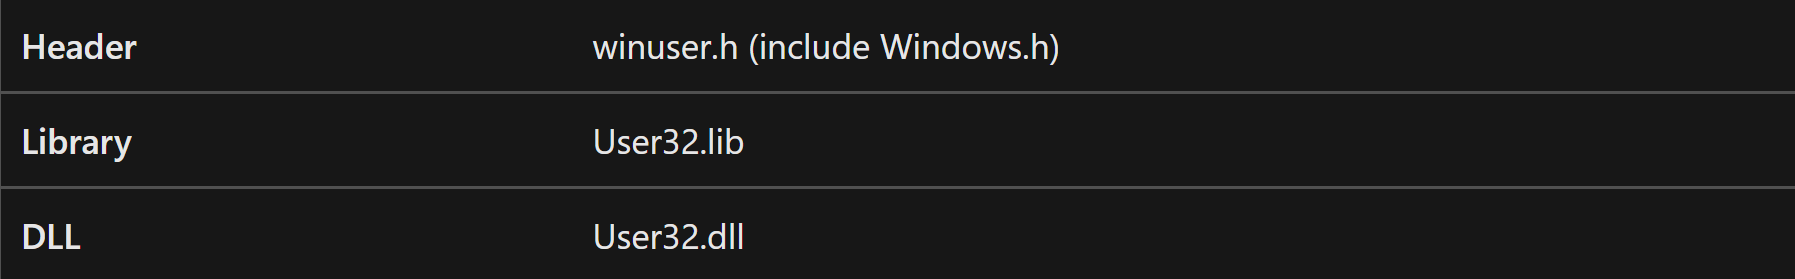 Header winuser.h (include Windows.h)
Library User32.lib
DLL User32.dll